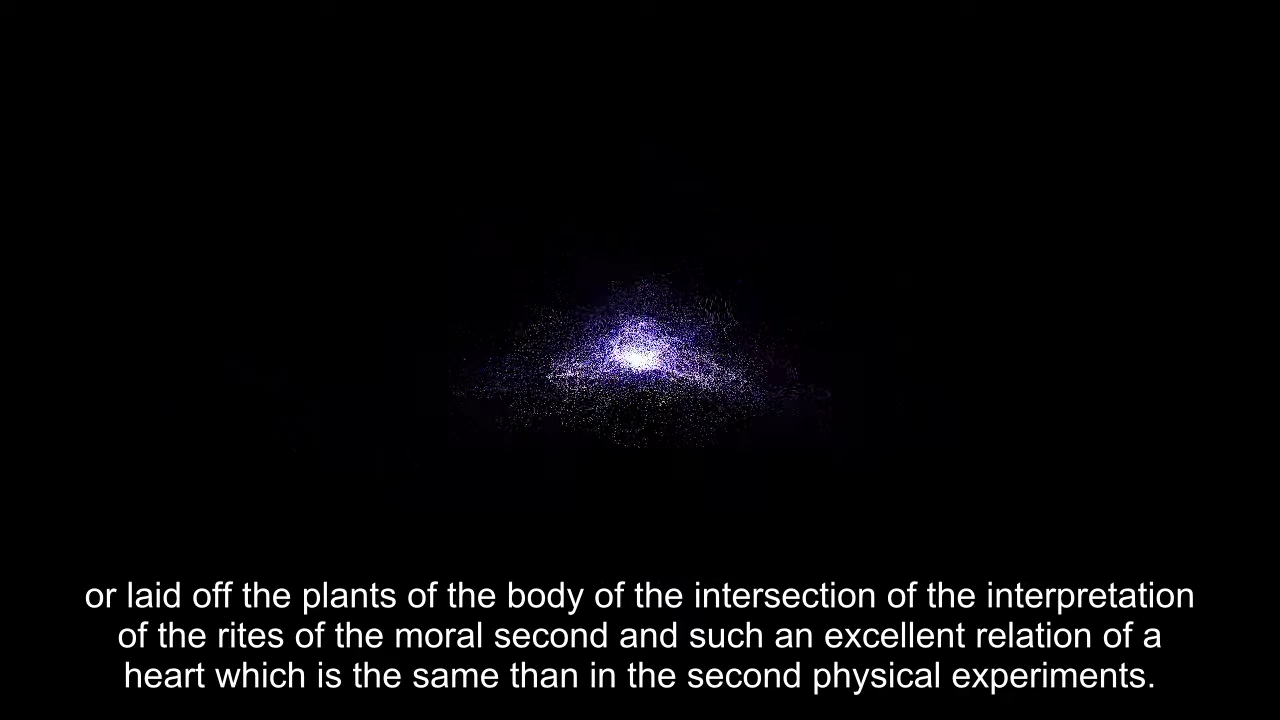 or laid off the plants of the body of the intersection of the interpretation
of the rites of the moral second and such an excellent relation of a
heart which is the same than in the second physical experiments.